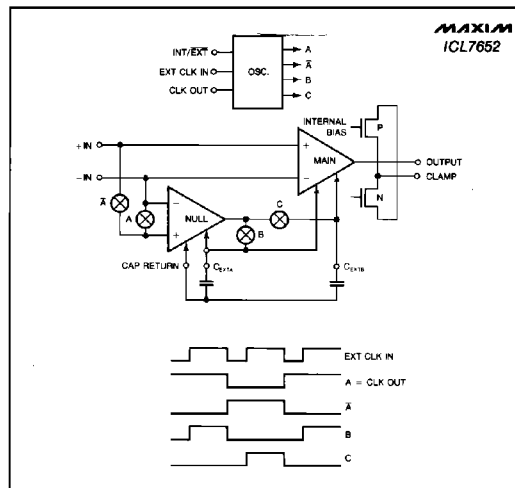 MAXIM
ICL7652
INT/EXT
EXT CLK IN
CLK OUT
OSC.
A
A̅
B
C
INTERNAL
BIAS
P
+IN
−IN
+
−
MAIN
OUTPUT
CLAMP
N
A̅
A
−
+
NULL
C
B
CAP RETURN
CEXTA
CEXTB
EXT CLK IN
A = CLK OUT
A̅
B
C